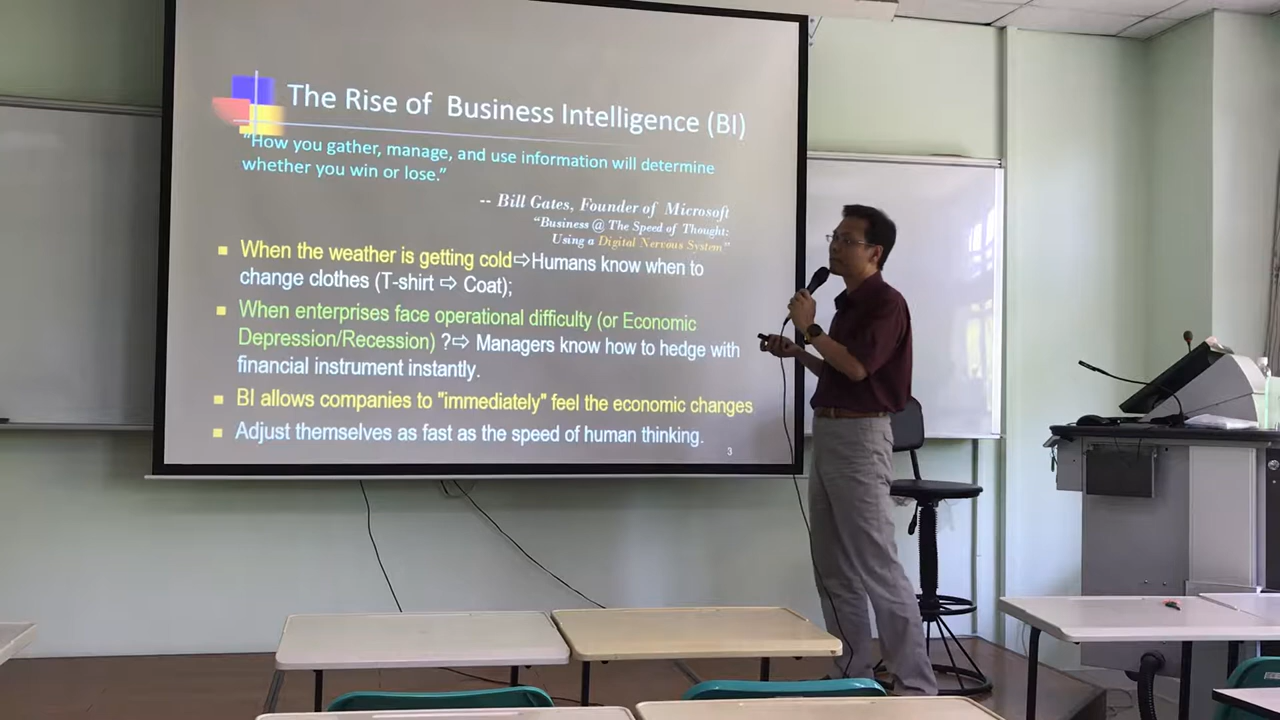 The Rise of Business Intelligence (BI)
"How you gather, manage, and use information will determine
whether you win or lose."
-- Bill Gates, Founder of Microsoft
"Business @ The Speed of Thought:
Using a Digital Nervous System"
When the weather is getting cold⇨Humans know when to
change clothes (T-shirt ⇨ Coat);
When enterprises face operational difficulty (or Economic
Depression/Recession) ?⇨ Managers know how to hedge with
financial instrument instantly.
BI allows companies to "immediately" feel the economic changes
Adjust themselves as fast as the speed of human thinking.
3